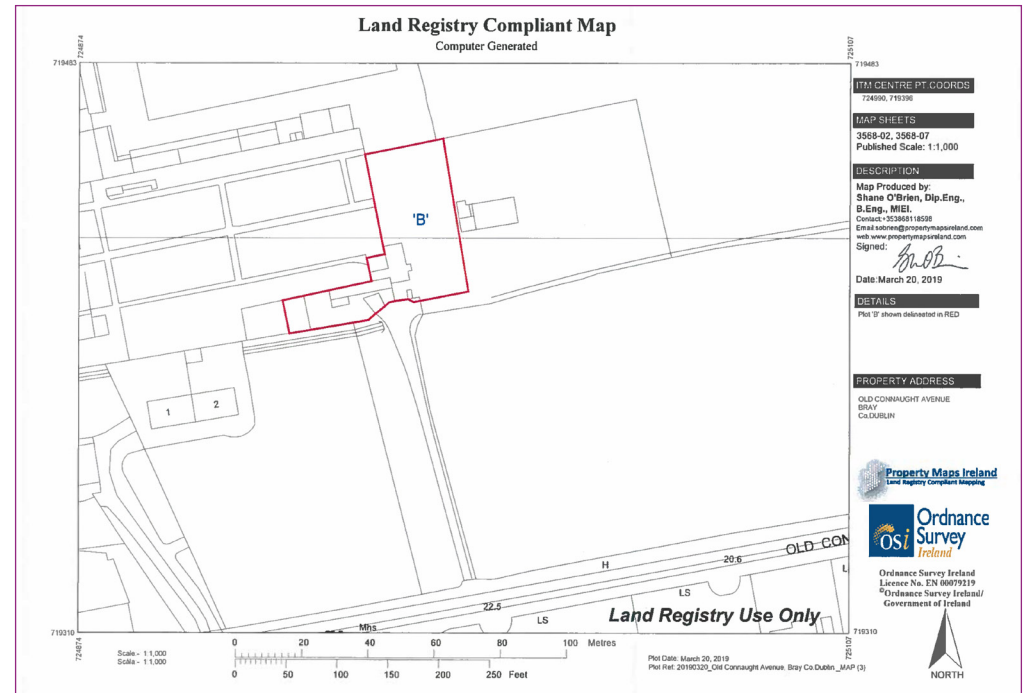 Land Registry Compliant Map
Computer Generated
724874
725107
719483
719483
ITM CENTRE PT.COORDS
724990, 719396
MAP SHEETS
3568-02, 3568-07
Published Scale: 1:1,000
DESCRIPTION
Map Produced by:
Shane O'Brien, Dip.Eng.,
B.Eng., MIEI.
Contact:+353868118598
Email:sobrien@propertymapsireland.com
web:www.propertymapsireland.com
Signed:
Date:March 20, 2019
DETAILS
Plot 'B' shown delineated in RED
PROPERTY ADDRESS
OLD CONNAUGHT AVENUE
BRAY
Co.DUBLIN
'B'
1
2
Property Maps Ireland
Land Registry Compliant Mapping
OSi
Ordnance
Survey
Ireland
Ordnance Survey Ireland
Licence No. EN 00079219
©Ordnance Survey Ireland/
Government of Ireland
NORTH
OLD CON
20.6
H
L
LS
22.5
LS
Mhs
Land Registry Use Only
719310
719310
724874
725107
Scale - 1:1,000
Scale - 1:1,000
0 20 40 60 80 100 Metres
0 50 100 150 200 250 Feet
Plot Date: March 20, 2019
Plot Ref: 20190320_Old Connaught Avenue, Bray Co.Dublin _MAP (3)